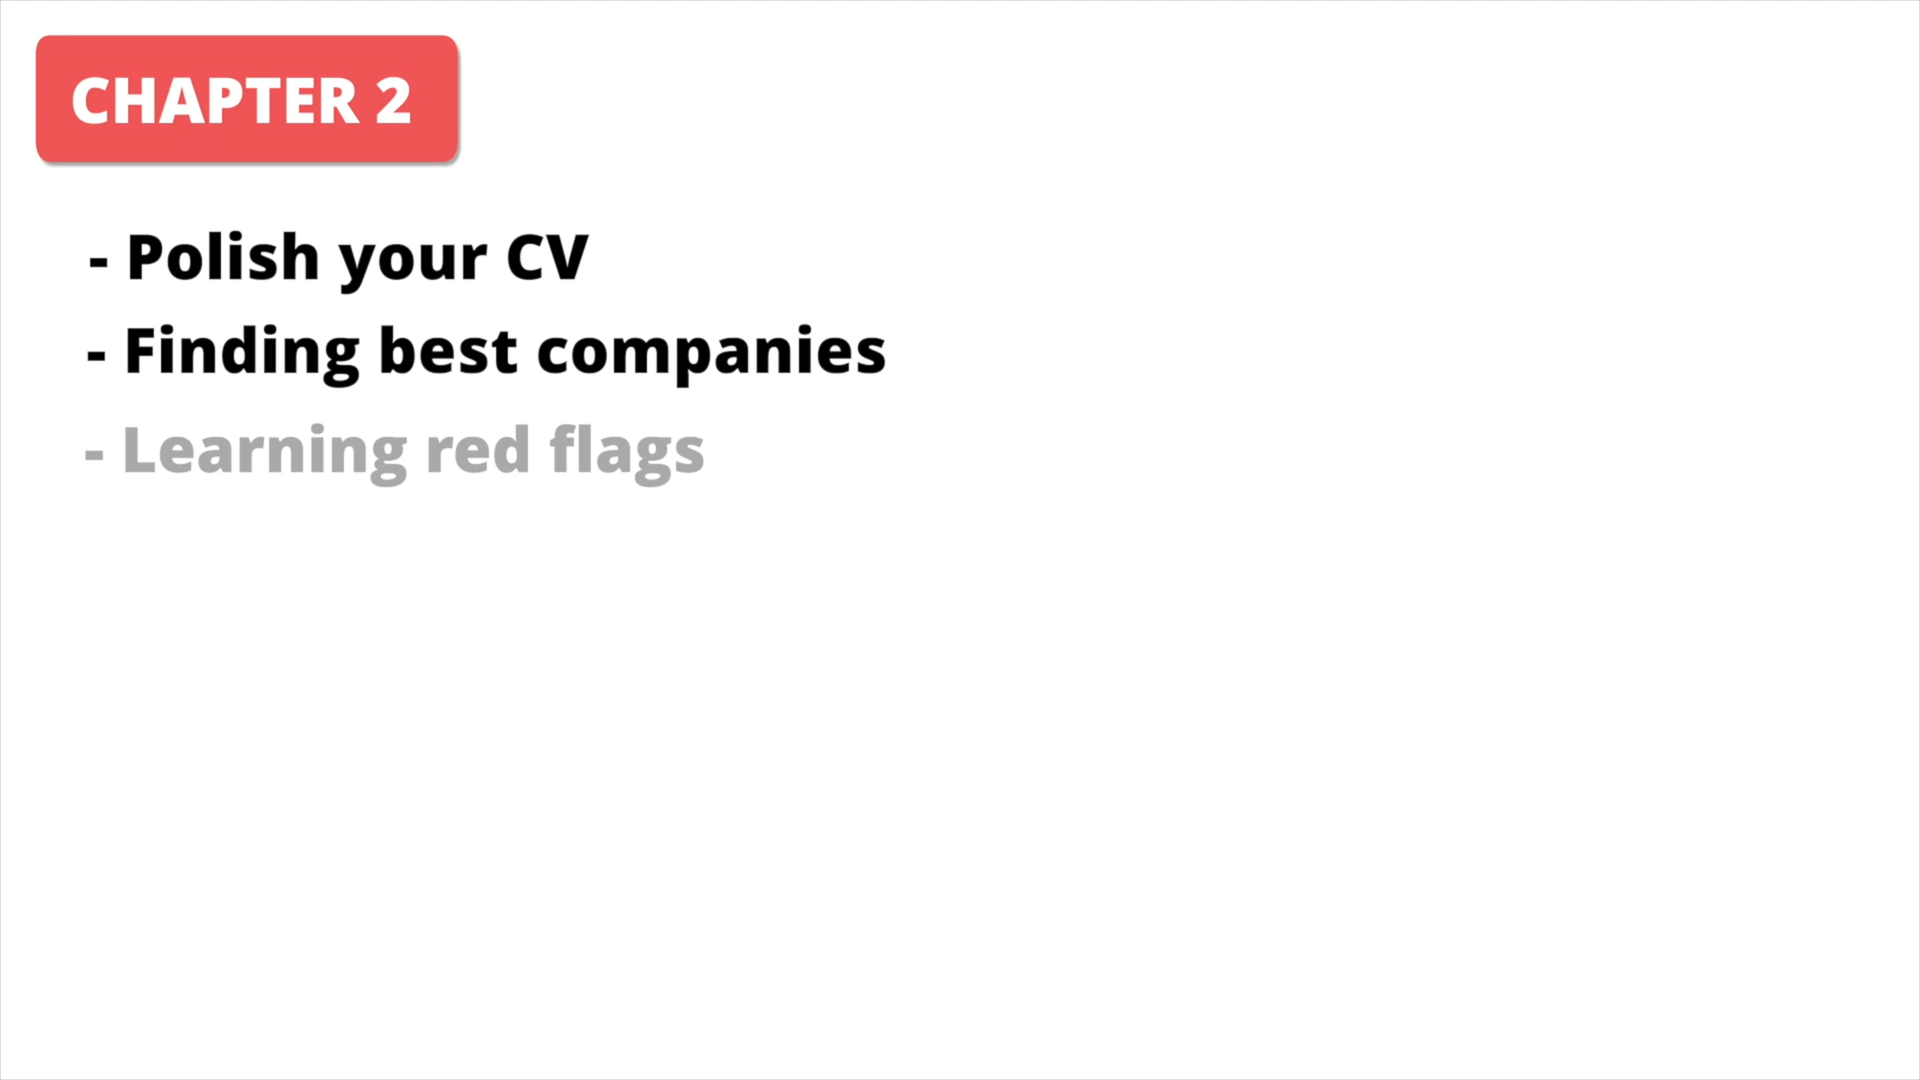 CHAPTER 2
- Polish your CV
- Finding best companies
- Learning red flags